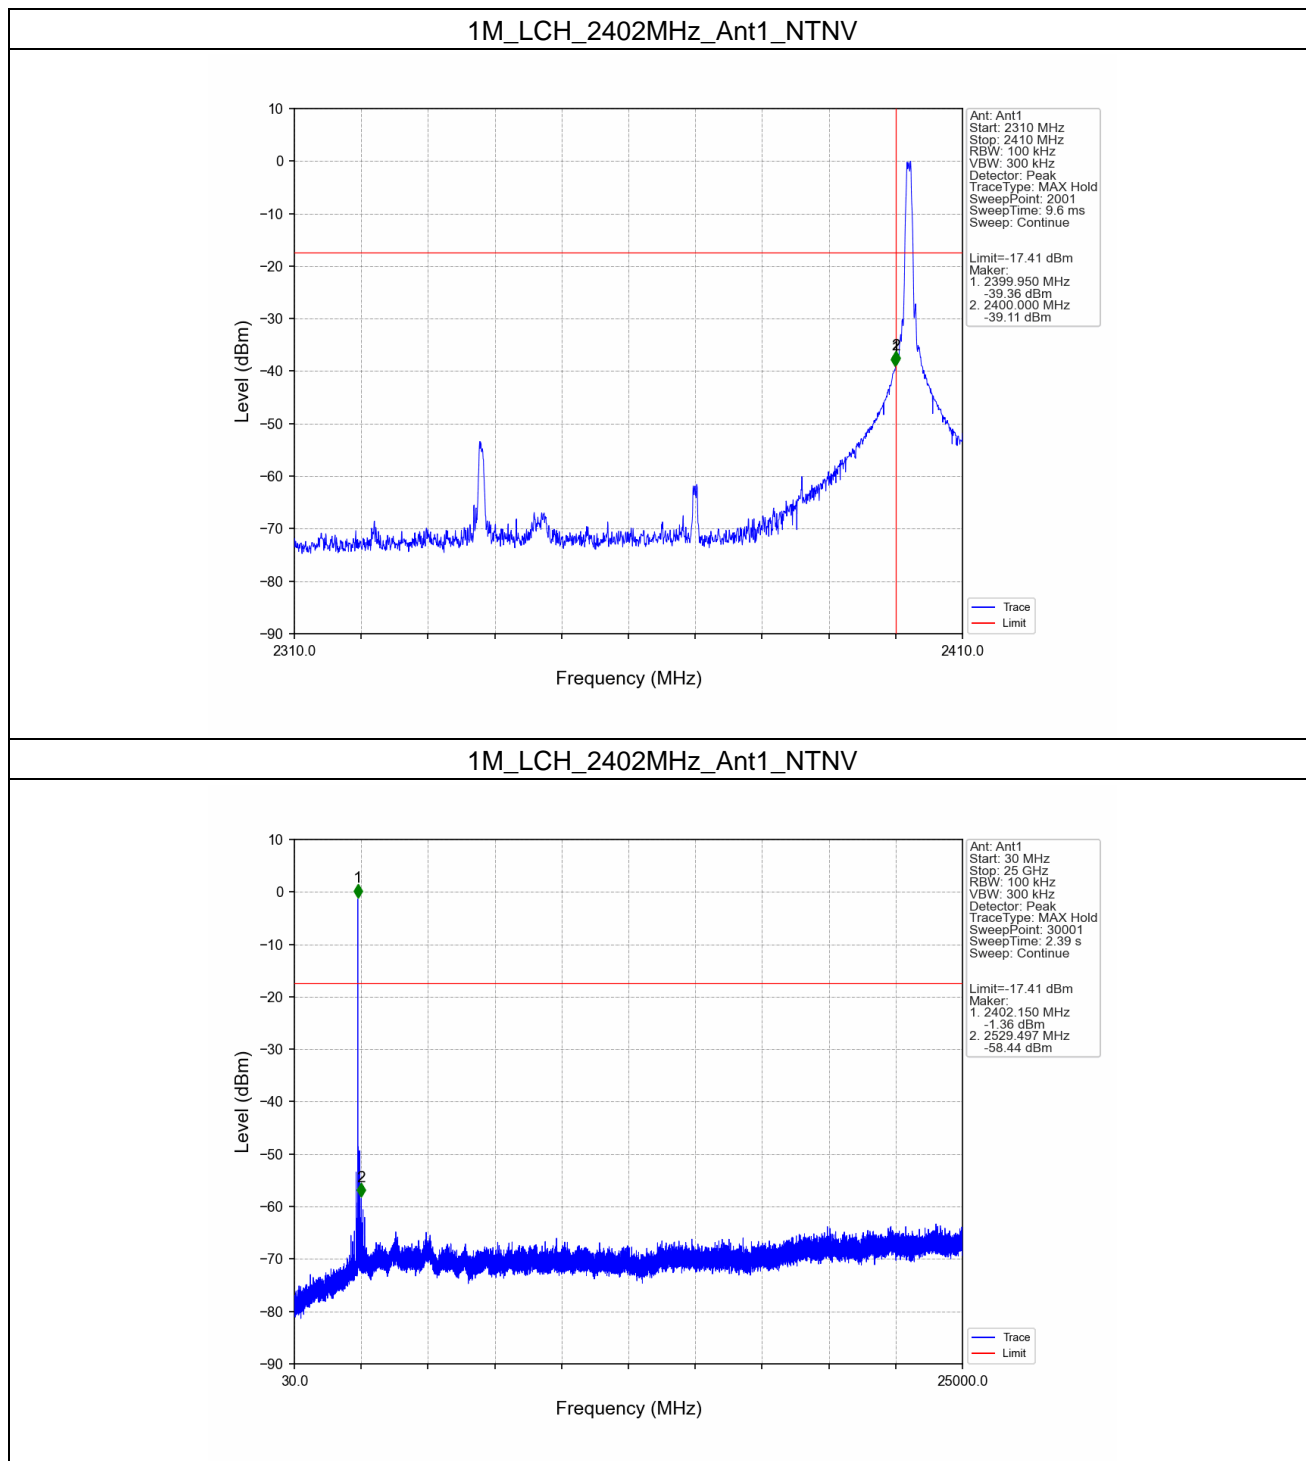 1M_LCH_2402MHz_Ant1_NTNV
10
0
−10
−20
−30
−40
−50
−60
−70
−80
−90
Level (dBm)
2310.0
2410.0
Frequency (MHz)
1
2
Ant: Ant1
Start: 2310 MHz
Stop: 2410 MHz
RBW: 100 kHz
VBW: 300 kHz
Detector: Peak
TraceType: MAX Hold
SweepPoint: 2001
SweepTime: 9.6 ms
Sweep: Continue
Limit=-17.41 dBm
Maker:
1. 2399.950 MHz
-39.36 dBm
2. 2400.000 MHz
-39.11 dBm
Trace
Limit
1M_LCH_2402MHz_Ant1_NTNV
10
0
−10
−20
−30
−40
−50
−60
−70
−80
−90
Level (dBm)
30.0
25000.0
Frequency (MHz)
1
2
Ant: Ant1
Start: 30 MHz
Stop: 25 GHz
RBW: 100 kHz
VBW: 300 kHz
Detector: Peak
TraceType: MAX Hold
SweepPoint: 30001
SweepTime: 2.39 s
Sweep: Continue
Limit=-17.41 dBm
Maker:
1. 2402.150 MHz
-1.36 dBm
2. 2529.497 MHz
-58.44 dBm
Trace
Limit